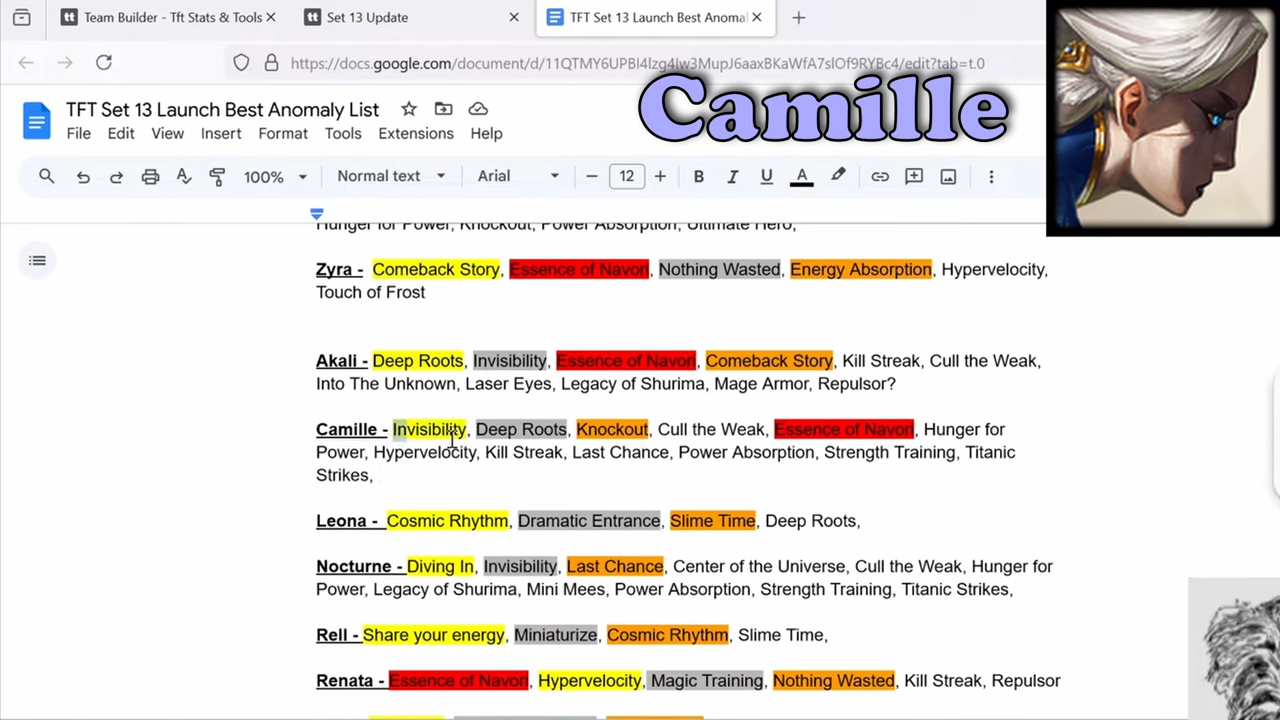 Team Builder - Tft Stats & Tools
Set 13 Update
TFT Set 13 Launch Best Anomal
https://docs.google.com/document/d/11QTMY6UPBI4lzg4Iw3MupJ6aaxBKaWfA7slOf9RYBc4/edit?tab=t.0
Camille
TFT Set 13 Launch Best Anomaly List
File Edit View Insert Format Tools Extensions Help
100% Normal text Arial 12 B I U A
Hunger for Power, Knockout, Power Absorption, Ultimate Hero,
Zyra - Comeback Story, Essence of Navori, Nothing Wasted, Energy Absorption, Hypervelocity,
Touch of Frost
Akali - Deep Roots, Invisibility, Essence of Navori, Comeback Story, Kill Streak, Cull the Weak,
Into The Unknown, Laser Eyes, Legacy of Shurima, Mage Armor, Repulsor?
Camille - Invisibility, Deep Roots, Knockout, Cull the Weak, Essence of Navori, Hunger for
Power, Hypervelocity, Kill Streak, Last Chance, Power Absorption, Strength Training, Titanic
Strikes,
Leona - Cosmic Rhythm, Dramatic Entrance, Slime Time, Deep Roots,
Nocturne - Diving In, Invisibility, Last Chance, Center of the Universe, Cull the Weak, Hunger for
Power, Legacy of Shurima, Mini Mees, Power Absorption, Strength Training, Titanic Strikes,
Rell - Share your energy, Miniaturize, Cosmic Rhythm, Slime Time,
Renata - Essence of Navori, Hypervelocity, Magic Training, Nothing Wasted, Kill Streak, Repulsor